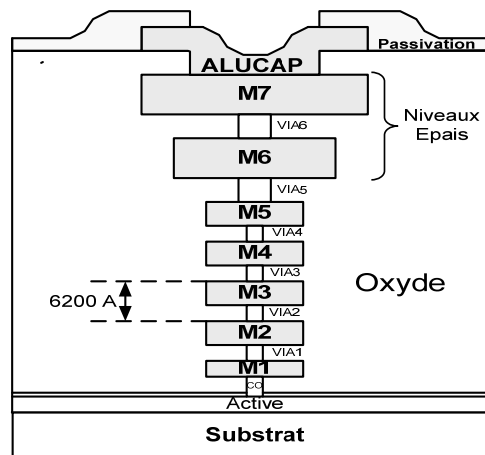 Passivation
ALUCAP
M7
VIA6
Niveaux
Epais
M6
VIA5
M5
VIA4
M4
VIA3
Oxyde
M3
6200 A
VIA2
M2
VIA1
M1
CO
Active
Substrat